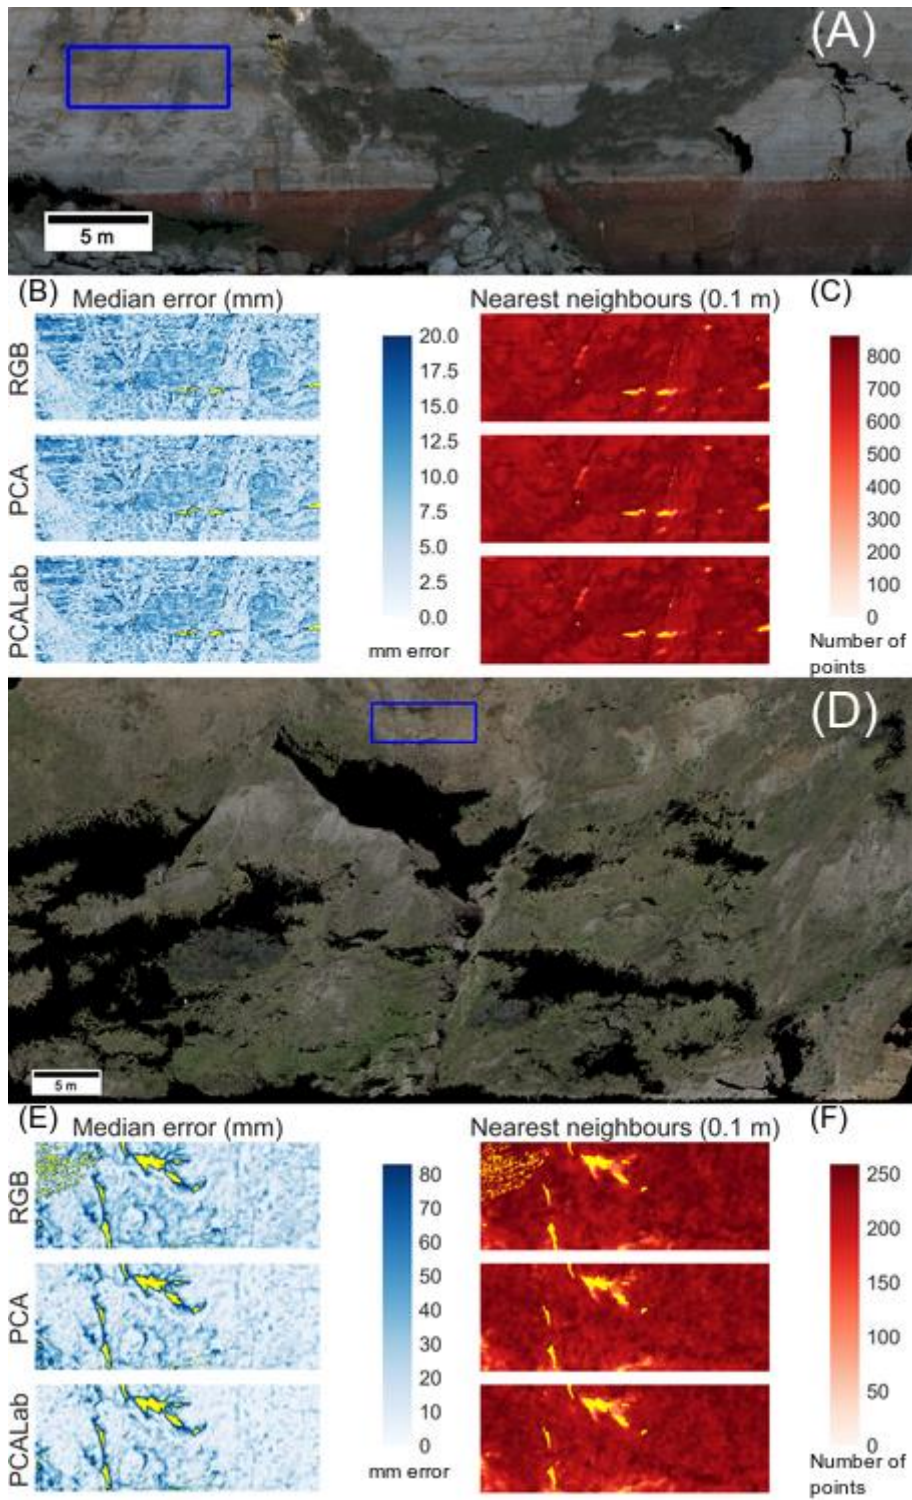 (A)
5 m
(B) Median error (mm) Nearest neighbours (0.1 m) (C)
RGB
PCA
PCALab
20.0
17.5
15.0
12.5
10.0
7.5
5.0
2.5
0.0
mm error
800
700
600
500
400
300
200
100
0
Number of
points
(D)
5 m
(E) Median error (mm) Nearest neighbours (0.1 m) (F)
RGB
PCA
PCALab
80
70
60
50
40
30
20
10
0
mm error
250
200
150
100
50
0
Number of
points